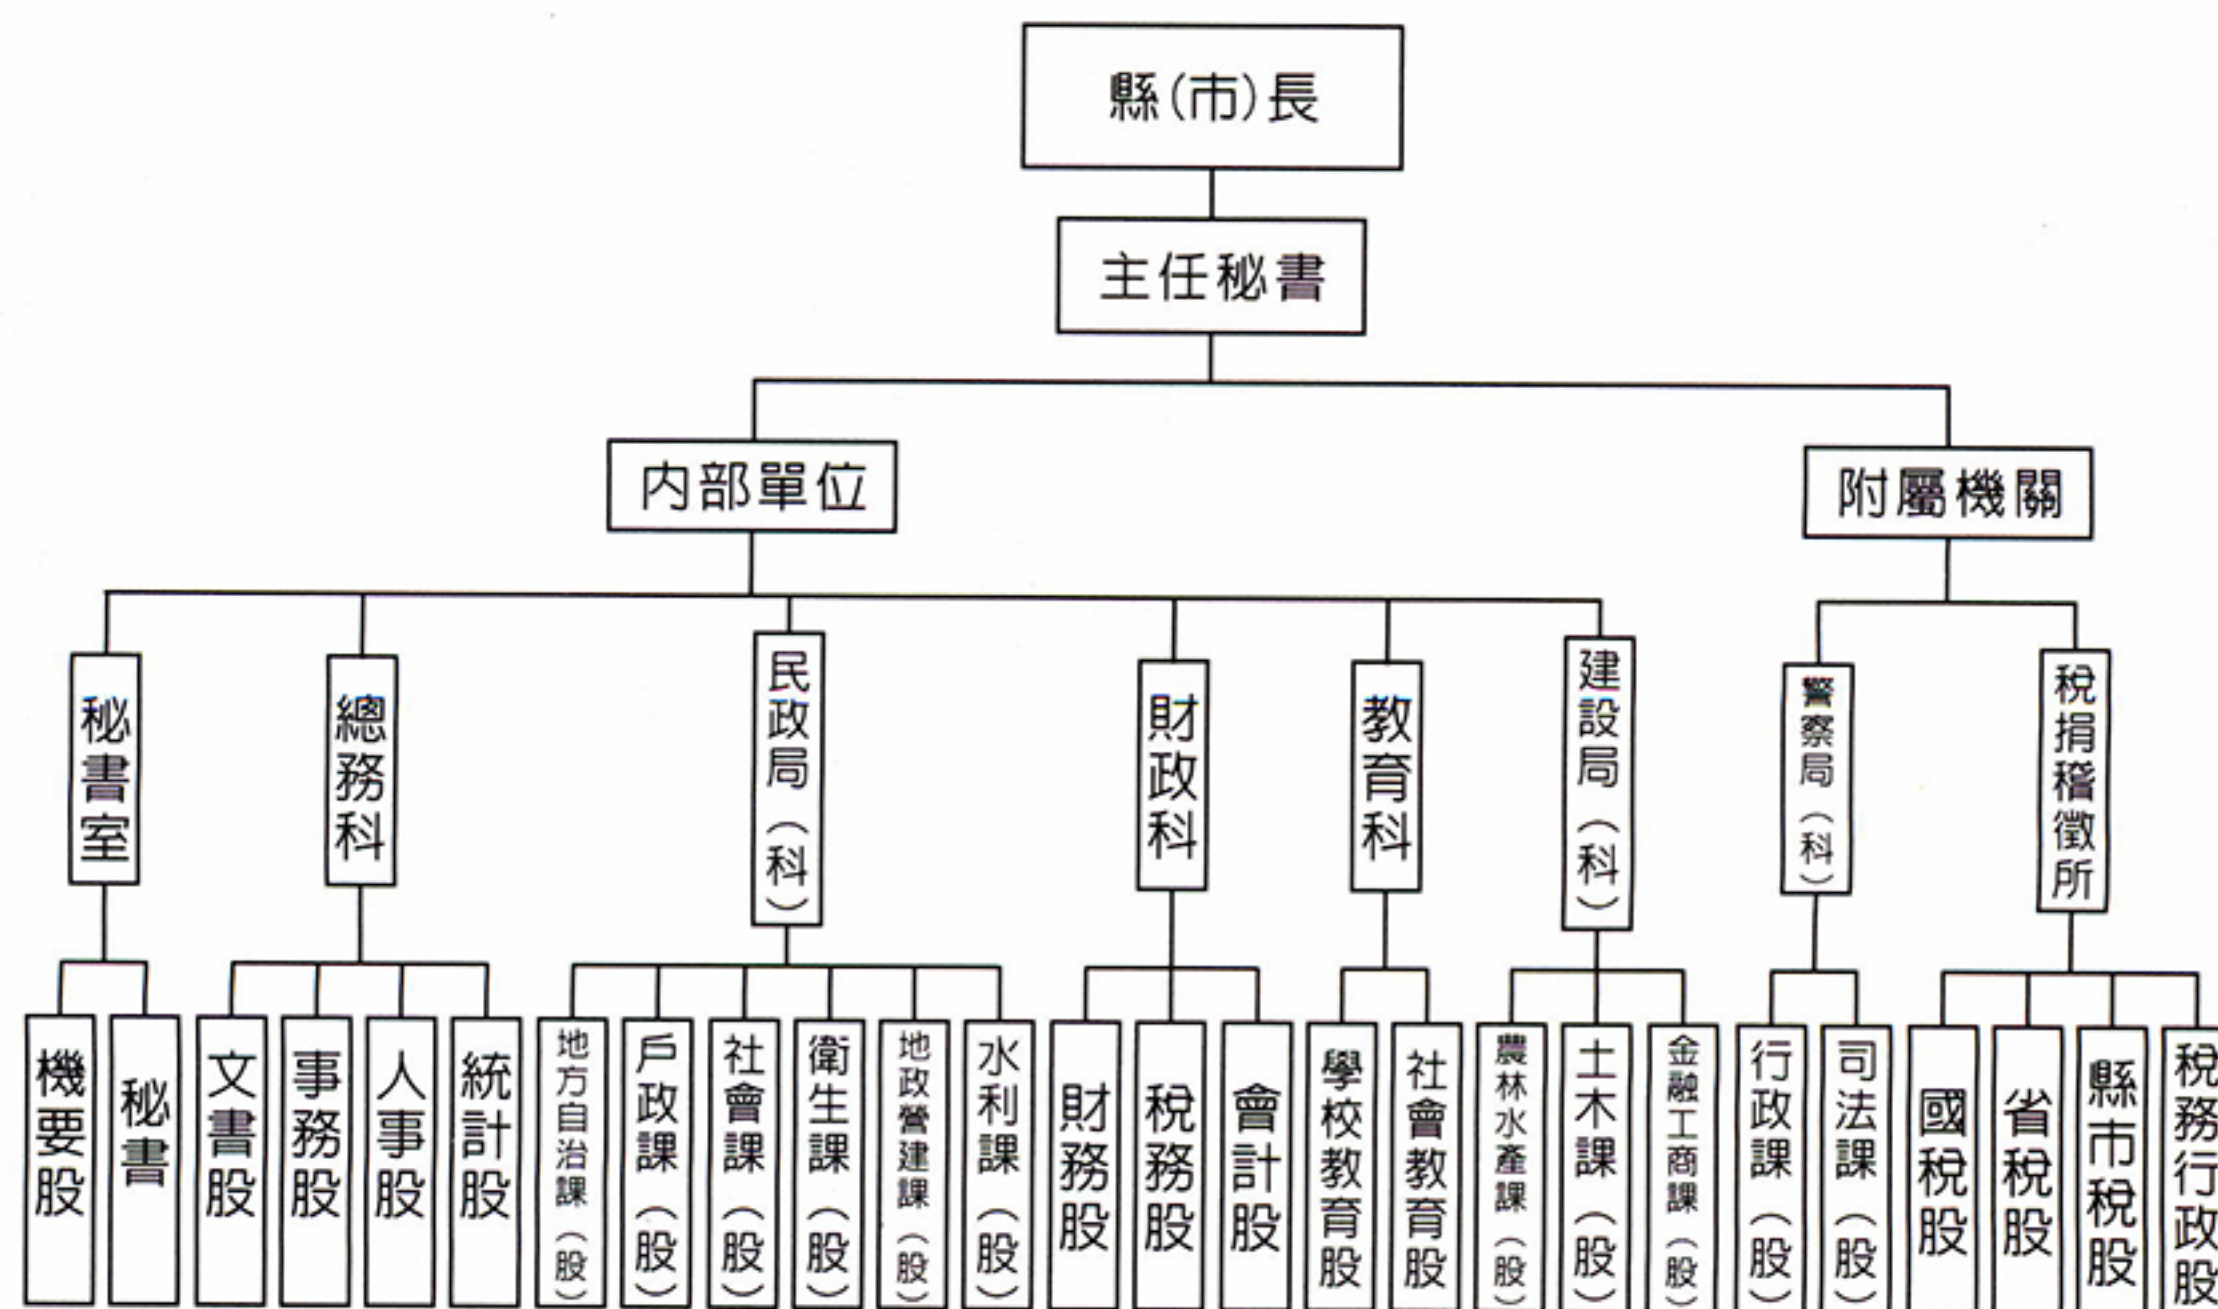 縣(市)長
主任秘書
内部單位
附屬機關
秘書室
總務科
民政局(科)
財政科
教育科
建設局(科)
警察局(科)
稅捐稽徵所
機要股
秘書
文書股
事務股
人事股
統計股
地方自治課(股)
戶政課(股)
社會課(股)
衛生課(股)
地政營建課(股)
水利課(股)
財務股
稅務股
會計股
學校教育股
社會教育股
農林水產課(股)
土木課(股)
金融工商課(股)
行政課(股)
司法課(股)
國稅股
省稅股
縣市稅股
稅務行政股